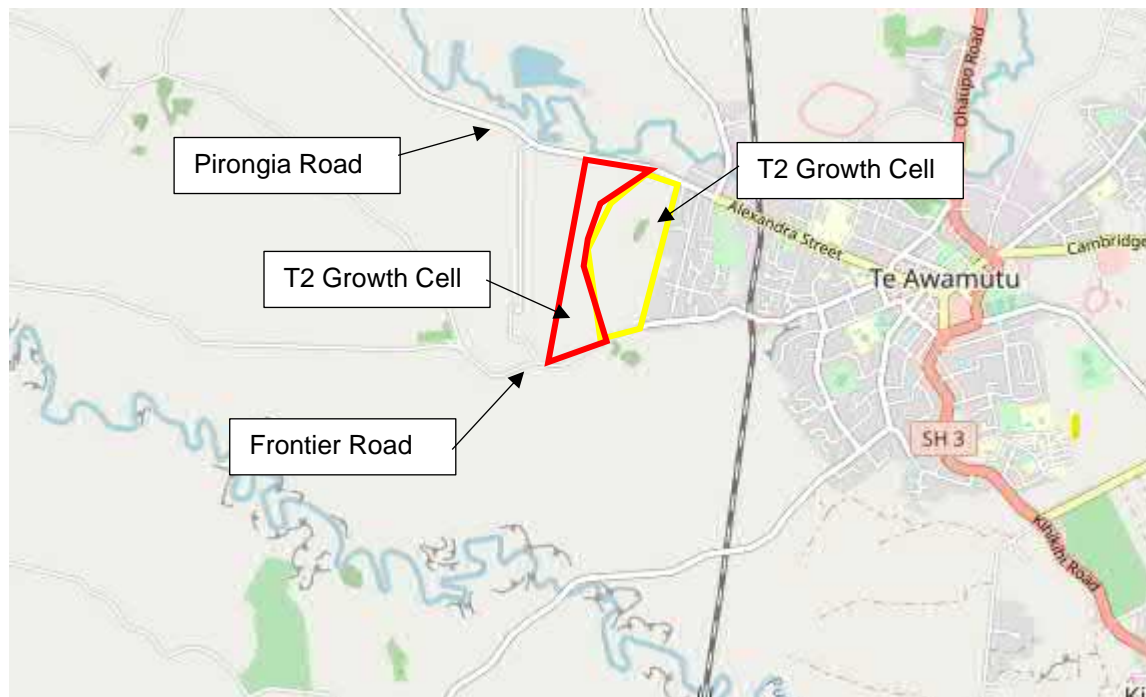 Pirongia Road
T2 Growth Cell
Ohaupo Road
Alexandra Street
Cambridge
T2 Growth Cell
Te Awamutu
Frontier Road
SH 3
Kihikihi Road